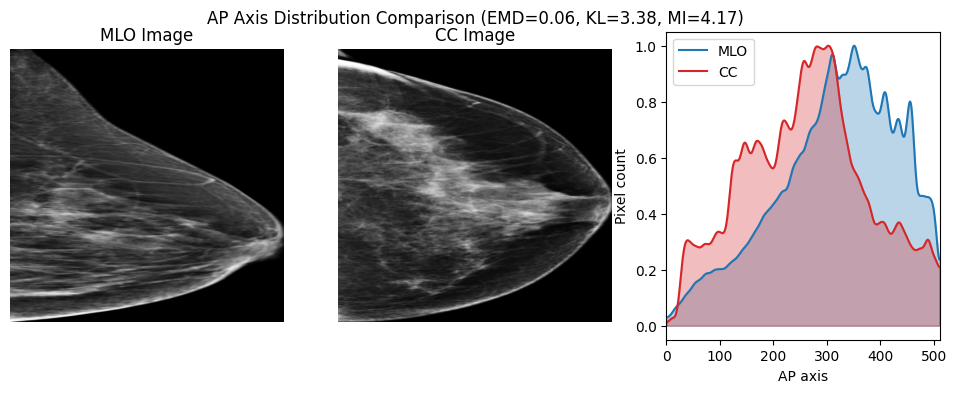 AP Axis Distribution Comparison (EMD=0.06, KL=3.38, MI=4.17)
MLO Image
CC Image
MLO
CC
Pixel count
1.0
0.8
0.6
0.4
0.2
0.0
0 100 200 300 400 500
AP axis